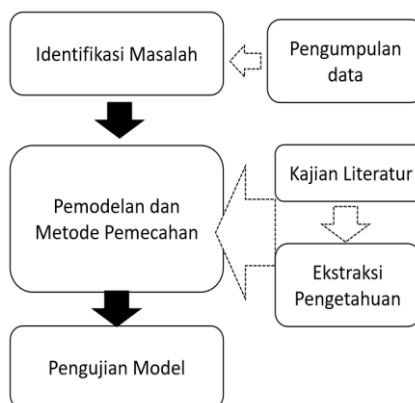 Identifikasi Masalah
Pengumpulan
data
Pemodelan dan
Metode Pemecahan
Kajian Literatur
Ekstraksi
Pengetahuan
Pengujian Model